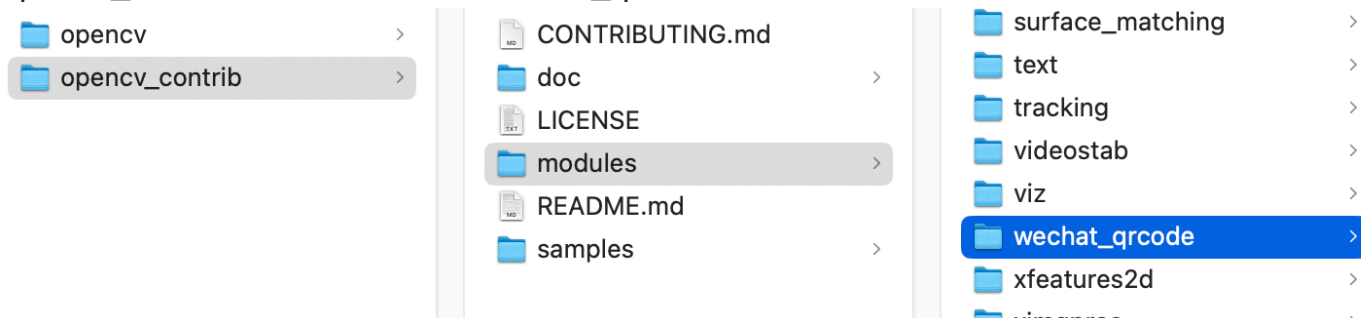 opencv
opencv_contrib
CONTRIBUTING.md
doc
LICENSE
modules
README.md
samples
surface_matching
text
tracking
videostab
viz
wechat_qrcode
xfeatures2d